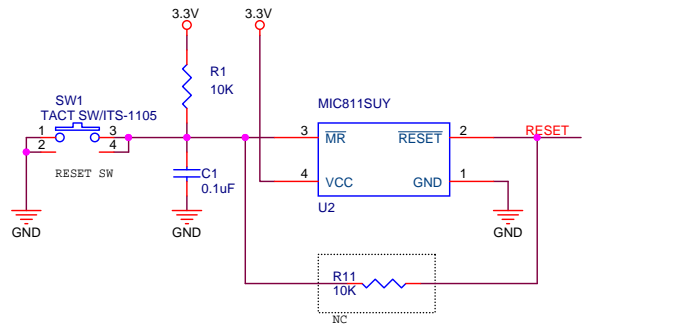 3.3V 3.3V
R1
10K
SW1
TACT SW/ITS-1105
MIC811SUY
1 3
2 4
RESET SW
3 MR RESET 2 RESET
C1
0.1uF
4 VCC GND 1
U2
GND GND GND
R11
10K
NC